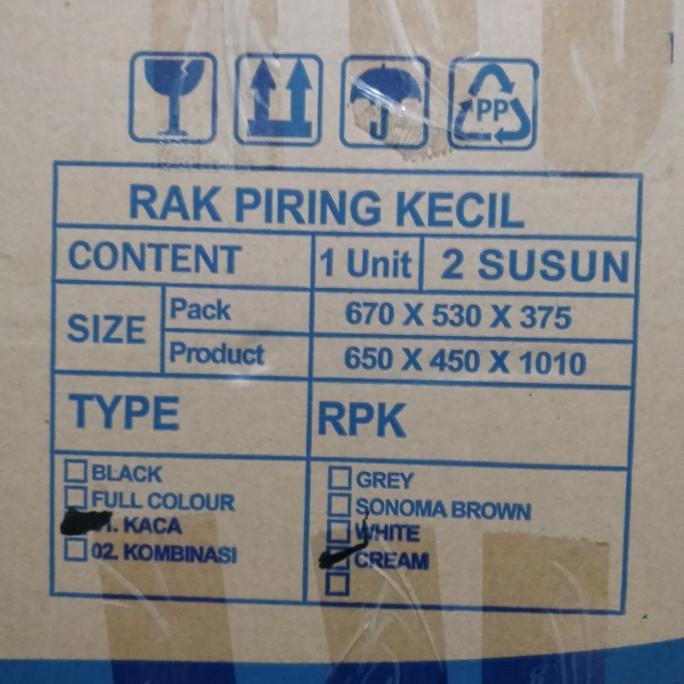 PP
RAK PIRING KECIL
CONTENT 1 Unit 2 SUSUN
SIZE
Pack 670 X 530 X 375
Product 650 X 450 X 1010
TYPE RPK
BLACK
FULL COLOUR
01. KACA
02. KOMBINASI
GREY
SONOMA BROWN
WHITE
CREAM